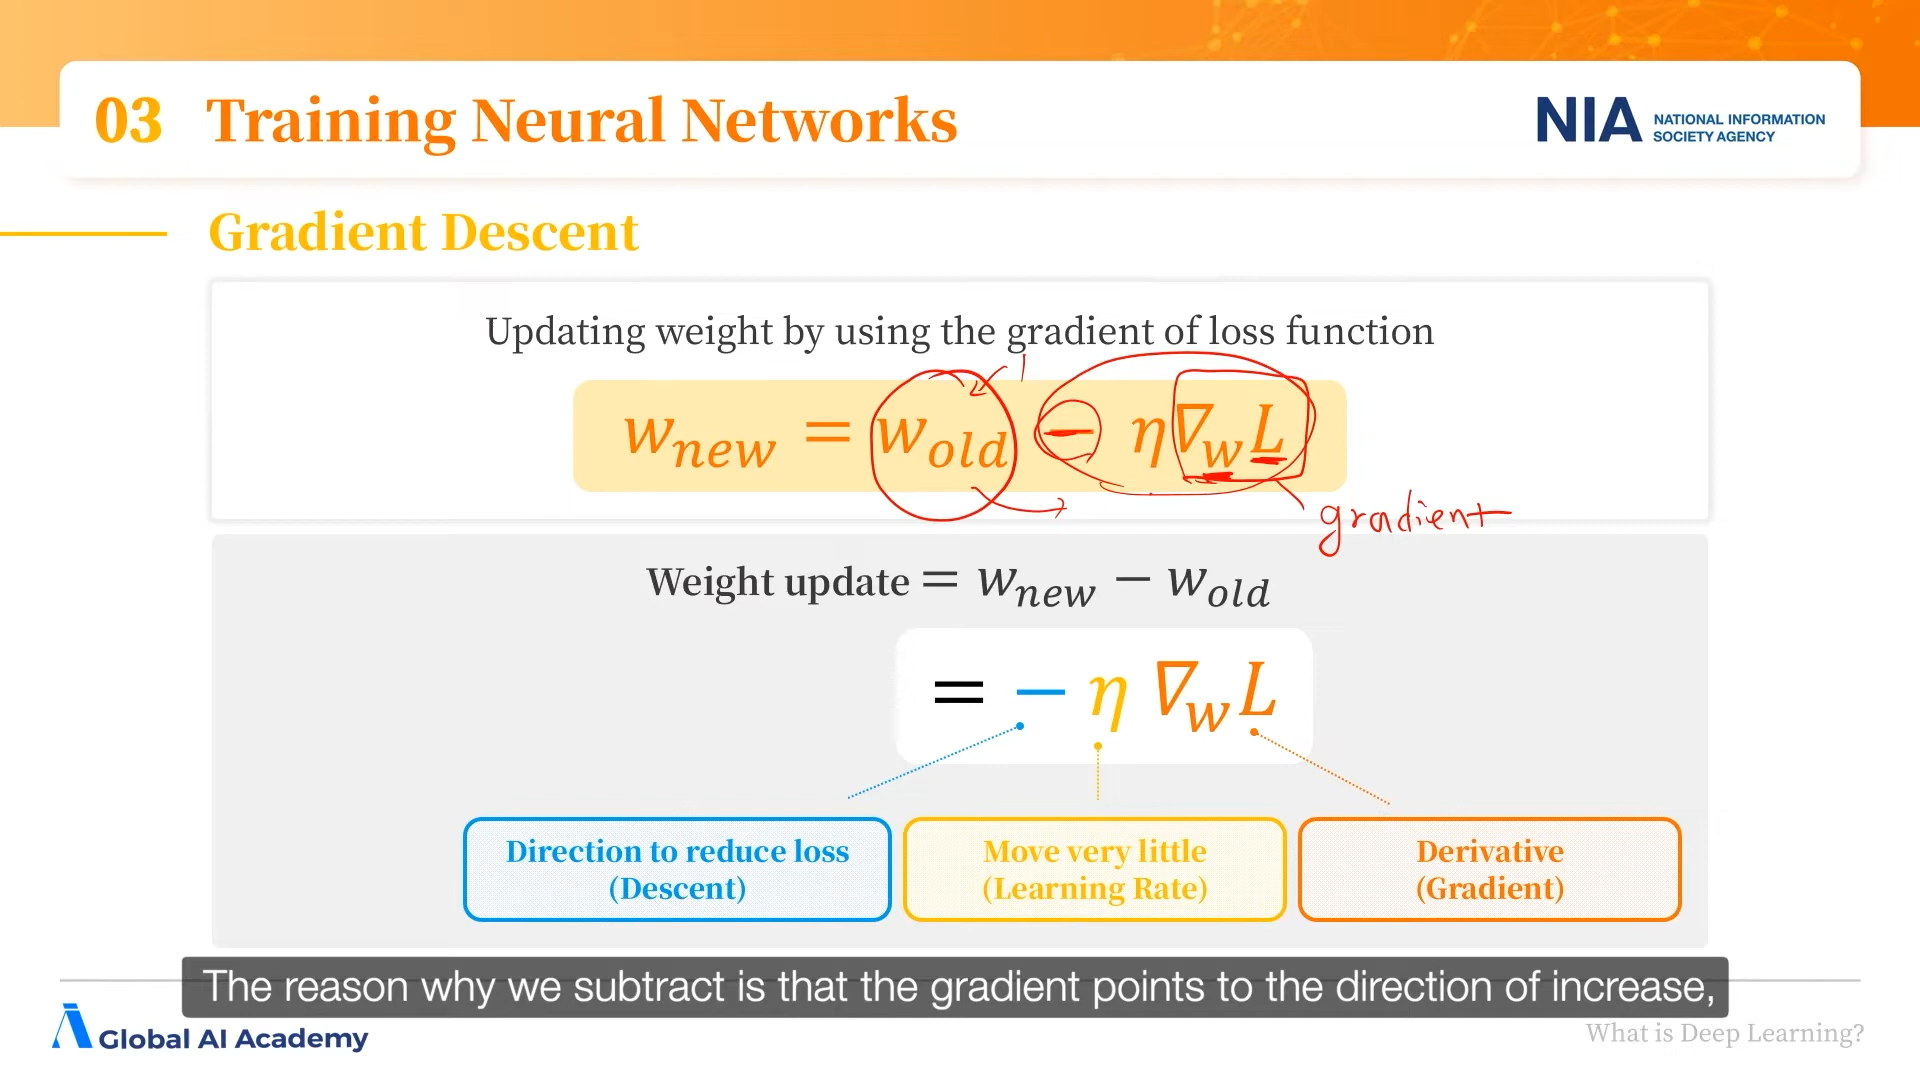 03 Training Neural Networks
NIA NATIONAL INFORMATION
SOCIETY AGENCY
Gradient Descent
Updating weight by using the gradient of loss function
w_new = w_old − η∇_w L
gradient
Weight update = w_new − w_old
= − η ∇_w L
Direction to reduce loss
(Descent)
Move very little
(Learning Rate)
Derivative
(Gradient)
The reason why we subtract is that the gradient points to the direction of increase,
Global AI Academy
What is Deep Learning?